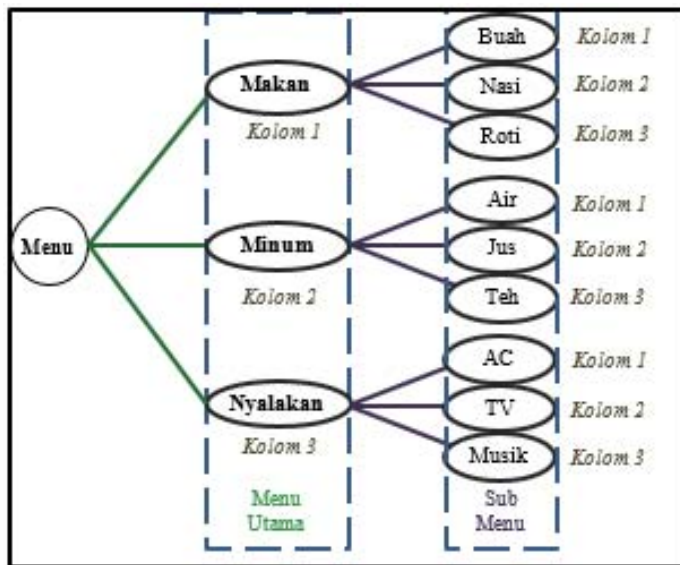 Menu
Makan
Kolom 1
Minum
Kolom 2
Nyalakan
Kolom 3
Menu
Utama
Buah Kolom 1
Nasi Kolom 2
Roti Kolom 3
Air Kolom 1
Jus Kolom 2
Teh Kolom 3
AC Kolom 1
TV Kolom 2
Musik Kolom 3
Sub
Menu